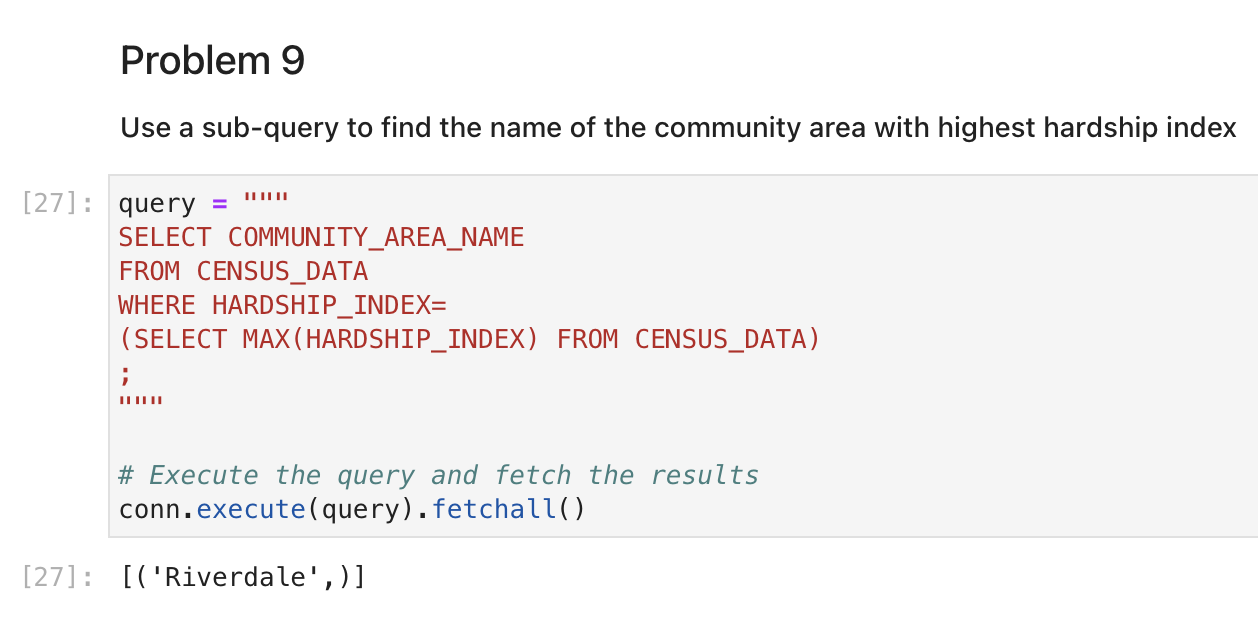 Problem 9
Use a sub-query to find the name of the community area with highest hardship index
[27]: query = """
SELECT COMMUNITY_AREA_NAME
FROM CENSUS_DATA
WHERE HARDSHIP_INDEX=
(SELECT MAX(HARDSHIP_INDEX) FROM CENSUS_DATA)
;
"""
# Execute the query and fetch the results
conn.execute(query).fetchall()
[27]: [('Riverdale',)]